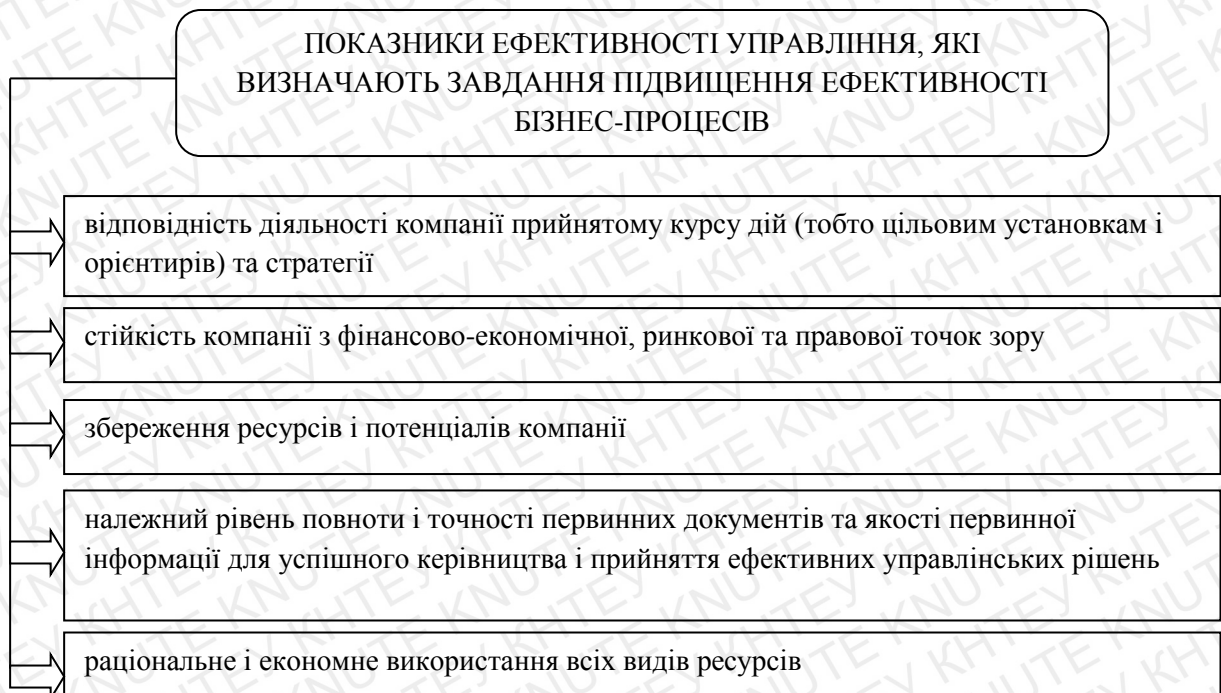 ПОКАЗНИКИ ЕФЕКТИВНОСТІ УПРАВЛІННЯ, ЯКІ
ВИЗНАЧАЮТЬ ЗАВДАННЯ ПІДВИЩЕННЯ ЕФЕКТИВНОСТІ
БІЗНЕС-ПРОЦЕСІВ
відповідність діяльності компанії прийнятому курсу дій (тобто цільовим установкам і
орієнтирів) та стратегії
стійкість компанії з фінансово-економічної, ринкової та правової точок зору
збереження ресурсів і потенціалів компанії
належний рівень повноти і точності первинних документів та якості первинної
інформації для успішного керівництва і прийняття ефективних управлінських рішень
раціональне і економне використання всіх видів ресурсів